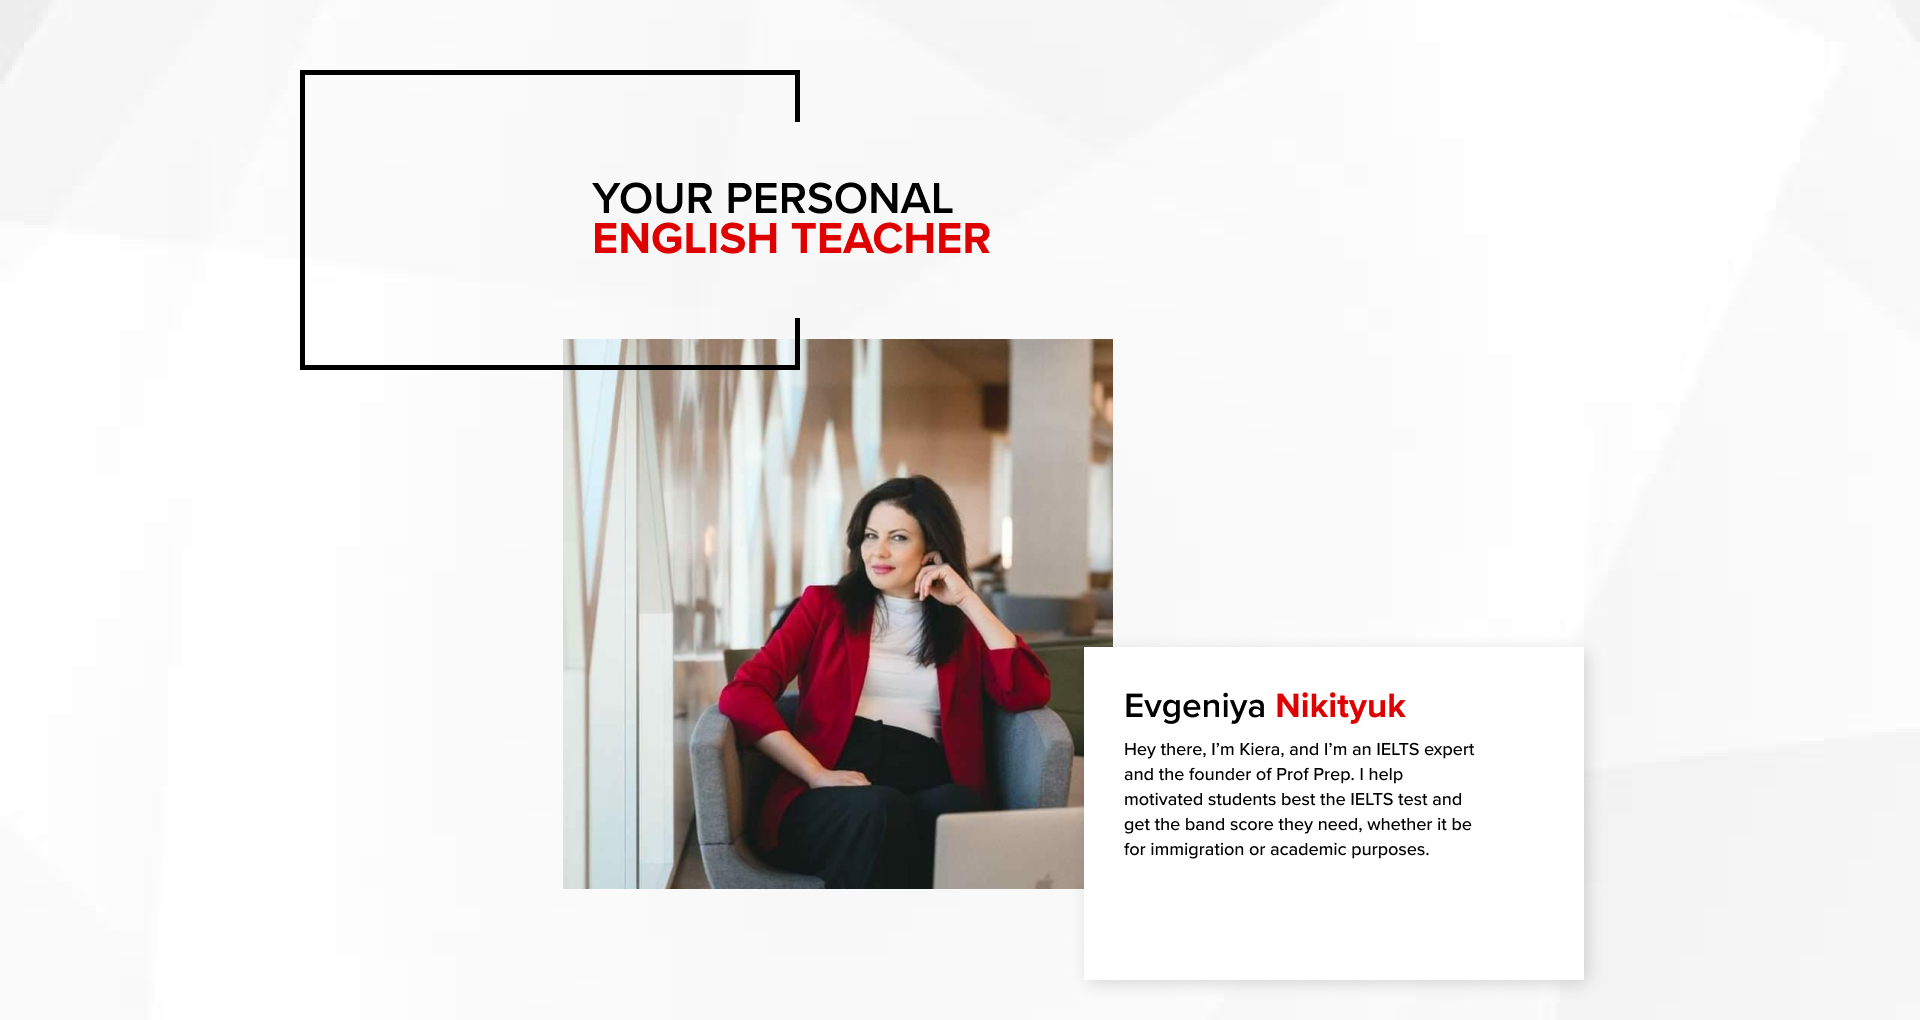 YOUR PERSONAL
ENGLISH TEACHER
Evgeniya Nikityuk
Hey there, I’m Kiera, and I’m an IELTS expert
and the founder of Prof Prep. I help
motivated students best the IELTS test and
get the band score they need, whether it be
for immigration or academic purposes.